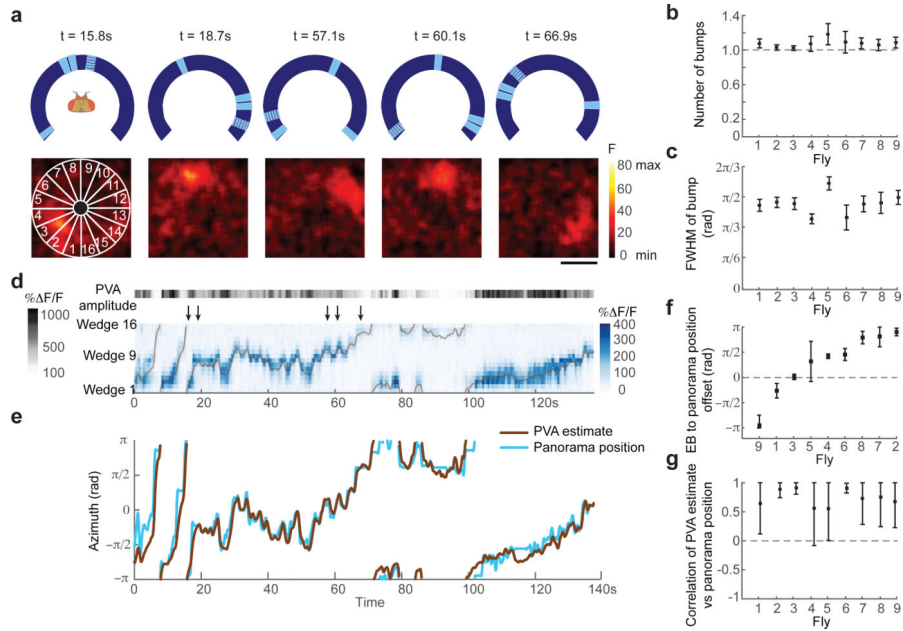 a
t = 15.8s t = 18.7s t = 57.1s t = 60.1s t = 66.9s
F
80 max
60
40
20
0 min
1 2 3 4 5 6 7 8 9 10 11 12 13 14 15 16
b
Number of bumps
1.4
1.0
0.6
0.2
0
1 2 3 4 5 6 7 8 9
Fly
c
FWHM of bump
(rad)
2π/3
π/2
π/3
π/6
0
1 2 3 4 5 6 7 8 9
Fly
d
%ΔF/F
1000
500
100
PVA
amplitude
Wedge 16
Wedge 9
Wedge 1
%ΔF/F
400
200
0
0 20 40 60 80 100 120s
e
PVA estimate
Panorama position
Azimuth (rad)
π
π/2
0
−π/2
−π
0 20 40 60 80 100 120 140s
Time
f
EB to panorama position
offset (rad)
π
π/2
0
−π/2
−π
9 1 3 5 4 6 8 7 2
Fly
g
Correlation of PVA estimate
vs panorama position
1
0.5
0
-0.5
-1
1 2 3 4 5 6 7 8 9
Fly